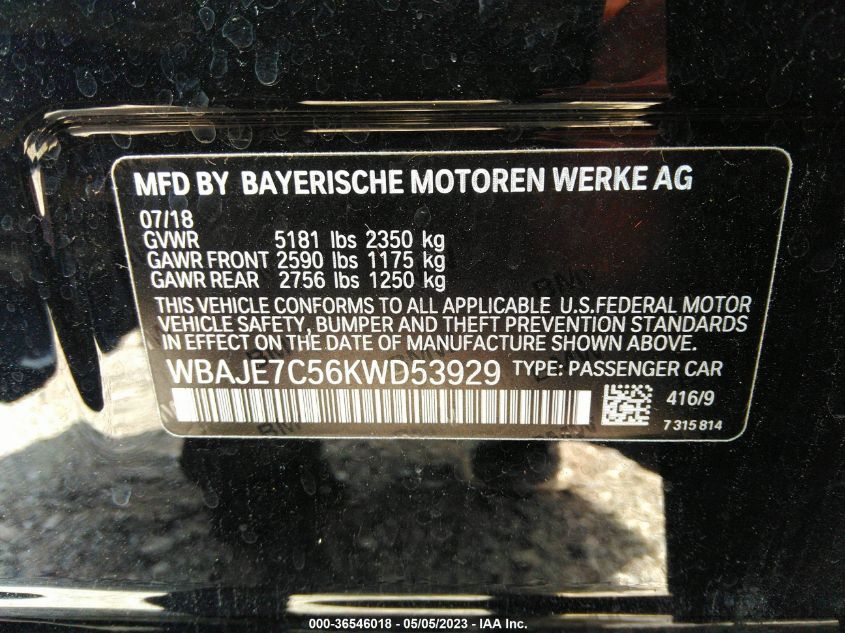 MFD BY BAYERISCHE MOTOREN WERKE AG
07/18
GVWR 5181 lbs 2350 kg
GAWR FRONT 2590 lbs 1175 kg
GAWR REAR 2756 lbs 1250 kg
THIS VEHICLE CONFORMS TO ALL APPLICABLE U.S.FEDERAL MOTOR
VEHICLE SAFETY, BUMPER AND THEFT PREVENTION STANDARDS
IN EFFECT ON THE DATE OF MANUFACTURE SHOWN ABOVE.
WBAJE7C56KWD53929 TYPE: PASSENGER CAR
416/9
7 315 814
000-36546018 - 05/05/2023 - IAA Inc.